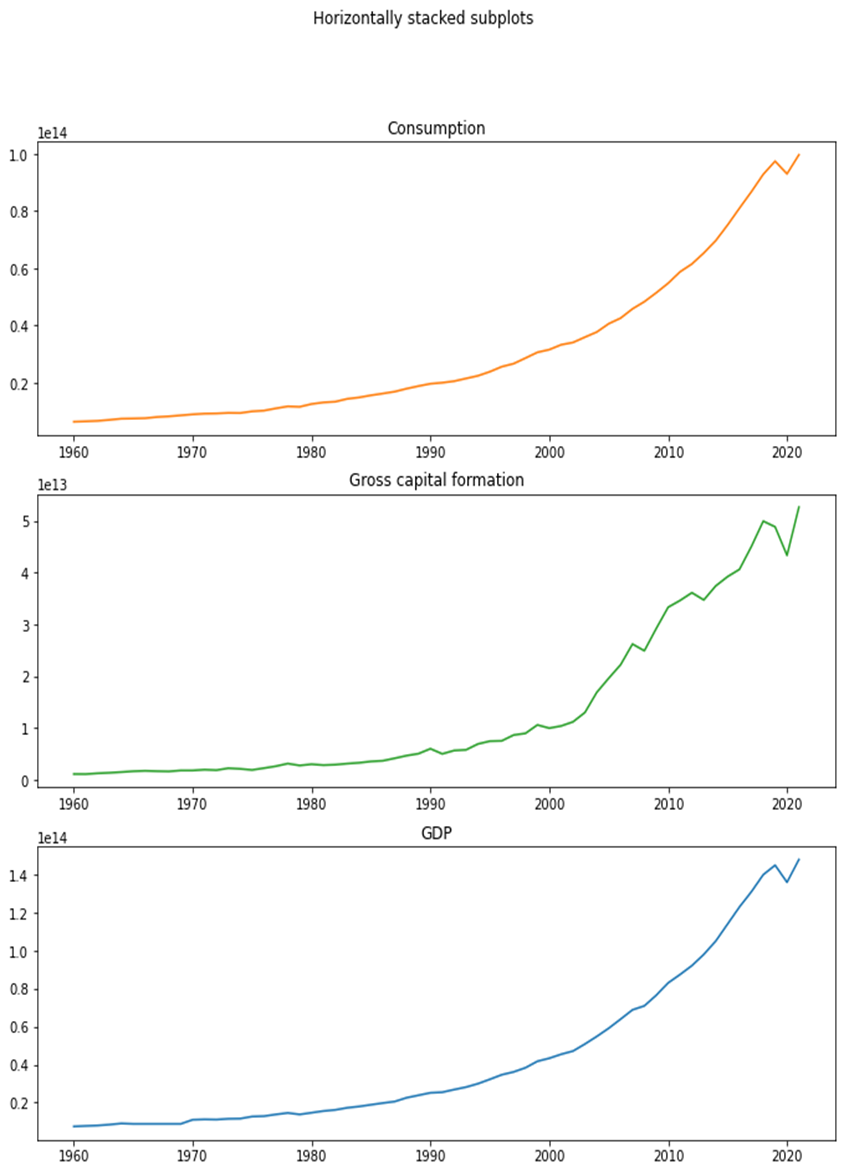 Horizontally stacked subplots
Consumption
1e14
1.0
0.8
0.6
0.4
0.2
1960 1970 1980 1990 2000 2010 2020
Gross capital formation
1e13
5
4
3
2
1
0
1960 1970 1980 1990 2000 2010 2020
GDP
1e14
1.4
1.2
1.0
0.8
0.6
0.4
0.2
1960 1970 1980 1990 2000 2010 2020